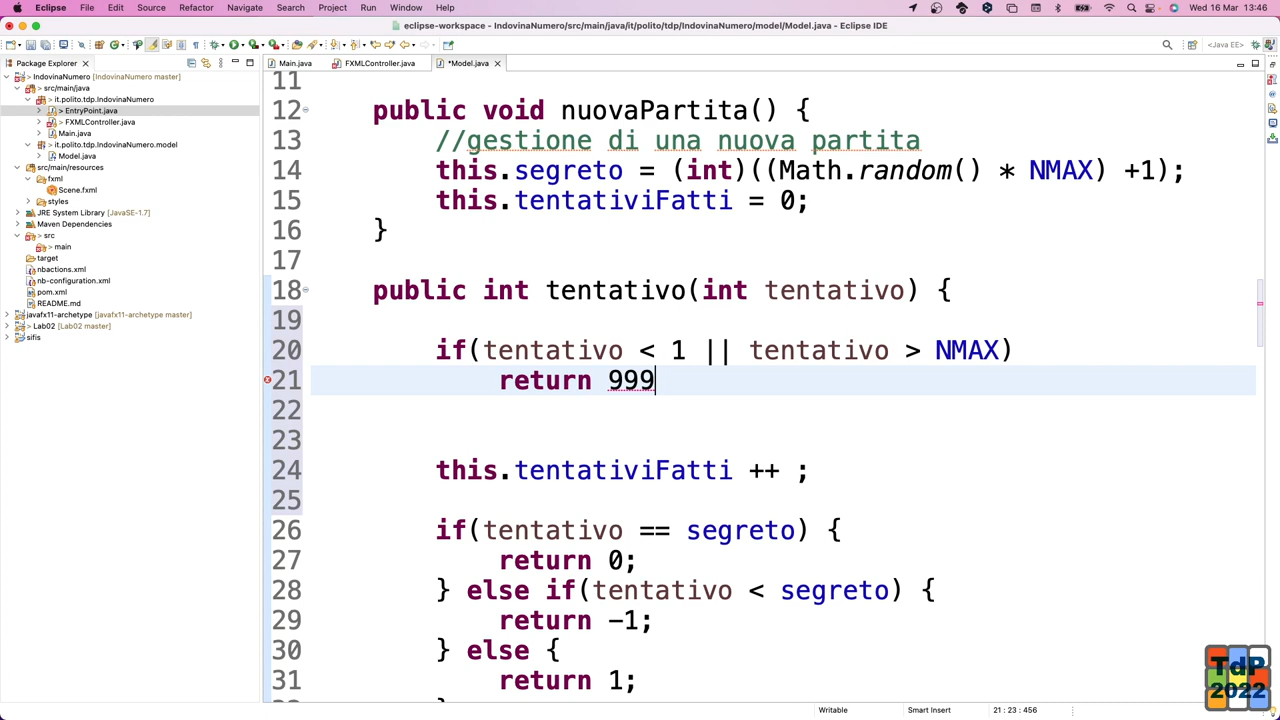 Eclipse File Edit Source Refactor Navigate Search Project Run Window Help Wed 16 Mar 13:46
eclipse-workspace - IndovinaNumero/src/main/java/it/polito/tdp/IndovinaNumero/model/Model.java - Eclipse IDE
<Java EE>
Package Explorer
Main.java FXMLController.java *Model.java
> IndovinaNumero [IndovinaNumero master]
> src/main/java
> it.polito.tdp.IndovinaNumero
> EntryPoint.java
> FXMLController.java
> Main.java
> it.polito.tdp.IndovinaNumero.model
> Model.java
src/main/resources
fxml
Scene.fxml
styles
JRE System Library [JavaSE-1.7]
Maven Dependencies
> src
> main
target
nbactions.xml
nb-configuration.xml
pom.xml
README.md
javafx11-archetype [javafx11-archetype master]
> Lab02 [Lab02 master]
sifis
11
12 public void nuovaPartita() {
13 //gestione di una nuova partita
14 this.segreto = (int)((Math.random() * NMAX) +1);
15 this.tentativiFatti = 0;
16 }
17
18 public int tentativo(int tentativo) {
19
20 if(tentativo < 1 || tentativo > NMAX)
21 return 999
22
23
24 this.tentativiFatti ++ ;
25
26 if(tentativo == segreto) {
27 return 0;
28 } else if(tentativo < segreto) {
29 return -1;
30 } else {
31 return 1;
TdP
2022
Writable Smart Insert 21 : 23 : 456